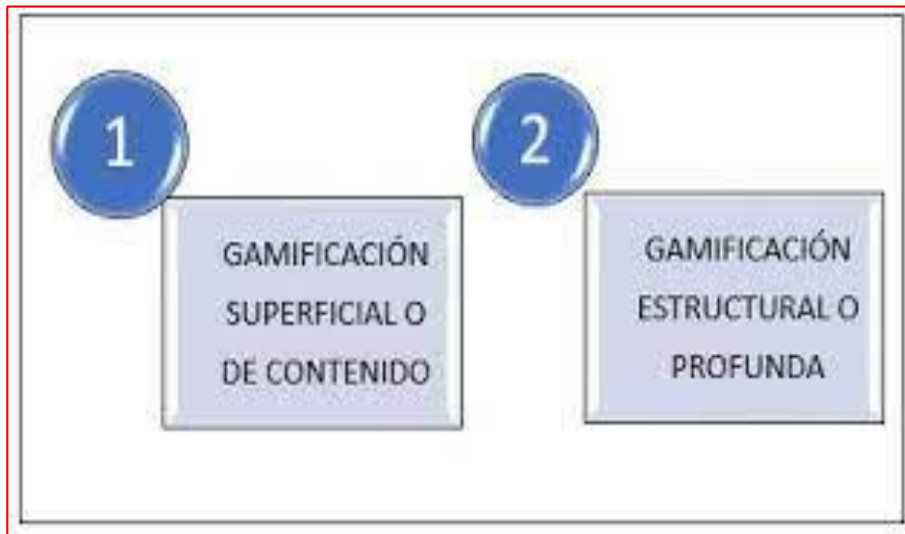 1
GAMIFICACIÓN
SUPERFICIAL O
DE CONTENIDO
2
GAMIFICACIÓN
ESTRUCTURAL O
PROFUNDA